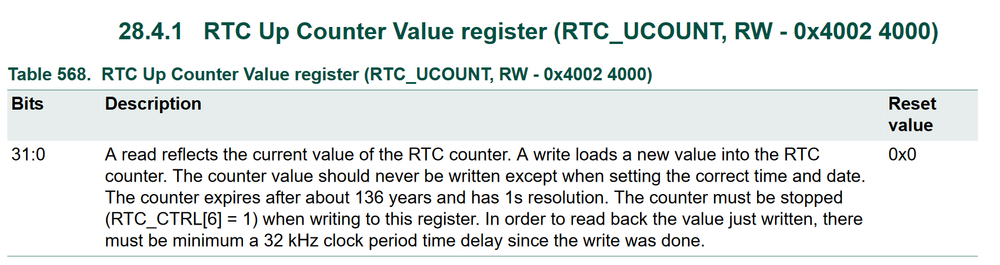 28.4.1 RTC Up Counter Value register (RTC_UCOUNT, RW - 0x4002 4000)
Table 568. RTC Up Counter Value register (RTC_UCOUNT, RW - 0x4002 4000)
Bits Description Reset
value
31:0 A read reflects the current value of the RTC counter. A write loads a new value into the RTC 0x0
counter. The counter value should never be written except when setting the correct time and date.
The counter expires after about 136 years and has 1s resolution. The counter must be stopped
(RTC_CTRL[6] = 1) when writing to this register. In order to read back the value just written, there
must be minimum a 32 kHz clock period time delay since the write was done.